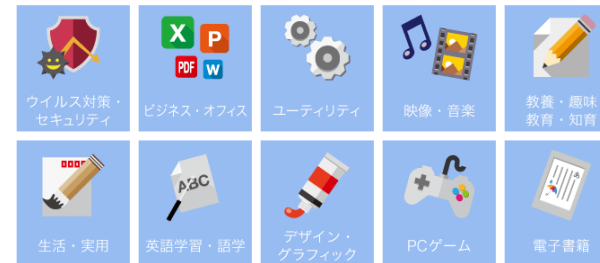 X P
PDF W
ウイルス対策・
セキュリティ
ビジネス・オフィス
ユーティリティ
映像・音楽
教養・趣味
教育・知育
ABC
あ
生活・実用
英語学習・語学
デザイン・
グラフィック
PCゲーム
電子書籍